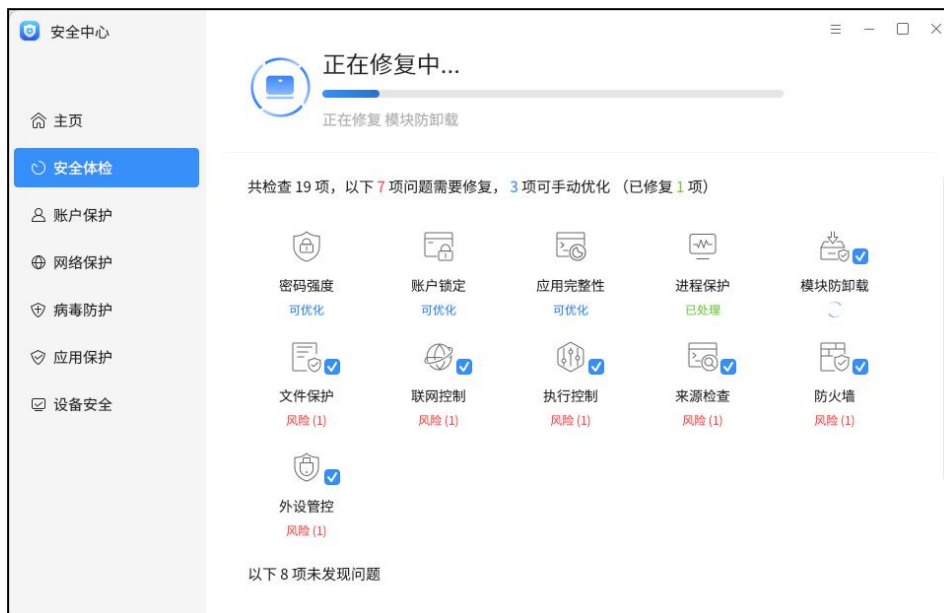 安全中心
主页
安全体检
账户保护
网络保护
病毒防护
应用保护
设备安全
正在修复中...
正在修复 模块防卸载
共检查 19 项，以下 7 项问题需要修复， 3 项可手动优化 （已修复 1 项）
密码强度 账户锁定 应用完整性 进程保护 模块防卸载
可优化 可优化 可优化 已处理
文件保护 联网控制 执行控制 来源检查 防火墙
风险 (1) 风险 (1) 风险 (1) 风险 (1) 风险 (1)
外设管控
风险 (1)
以下 8 项未发现问题